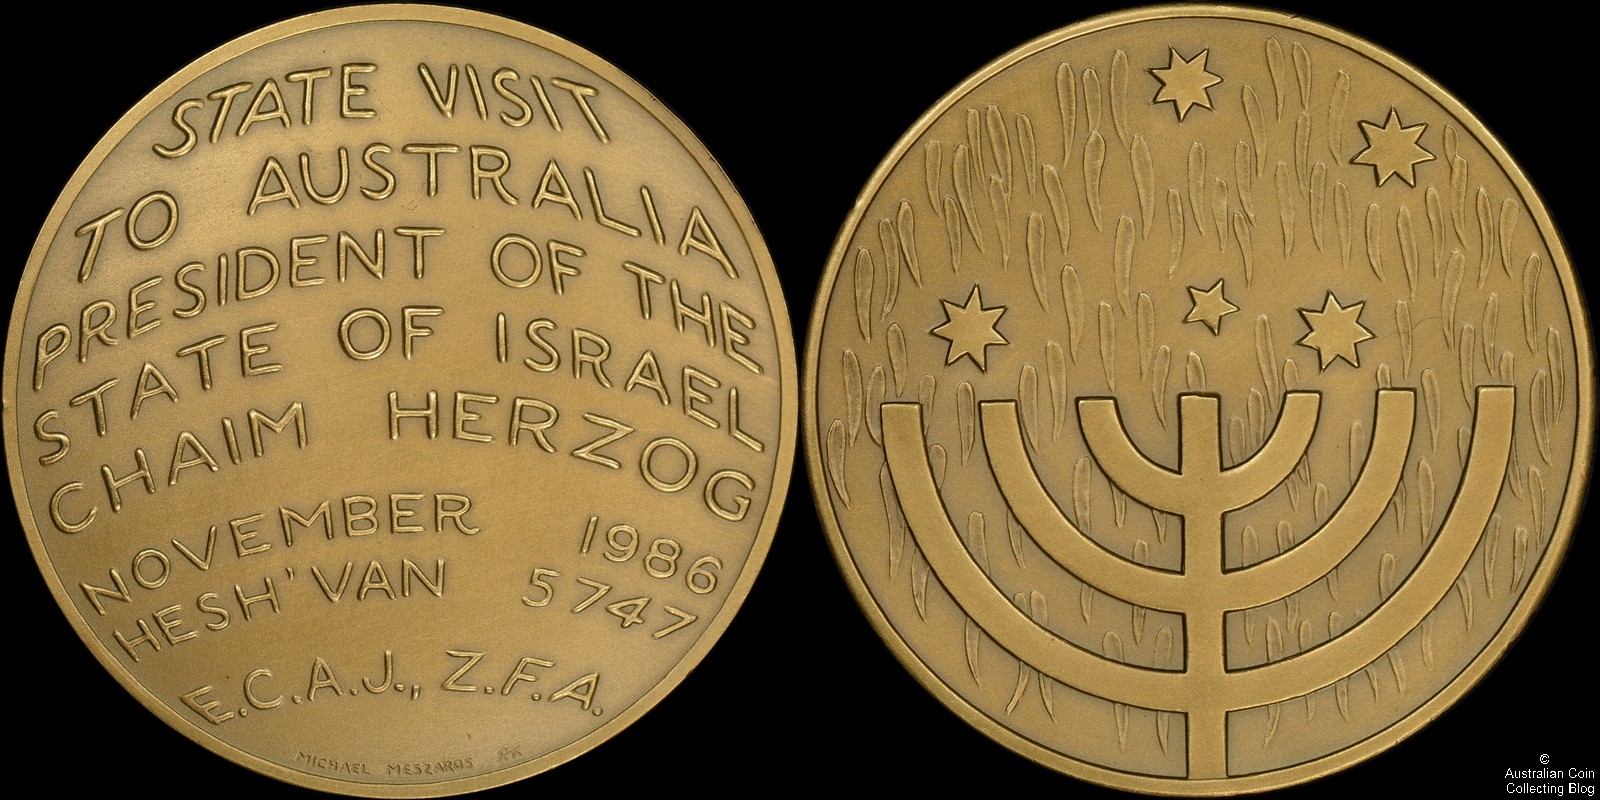 STATE VISIT
TO AUSTRALIA
PRESIDENT OF THE
STATE OF ISRAEL
CHAIM HERZOG
NOVEMBER 1986
HESH'VAN 5747
E.C.A.J., Z.F.A.
MICHAEL MESZAROS
©
Australian Coin
Collecting Blog